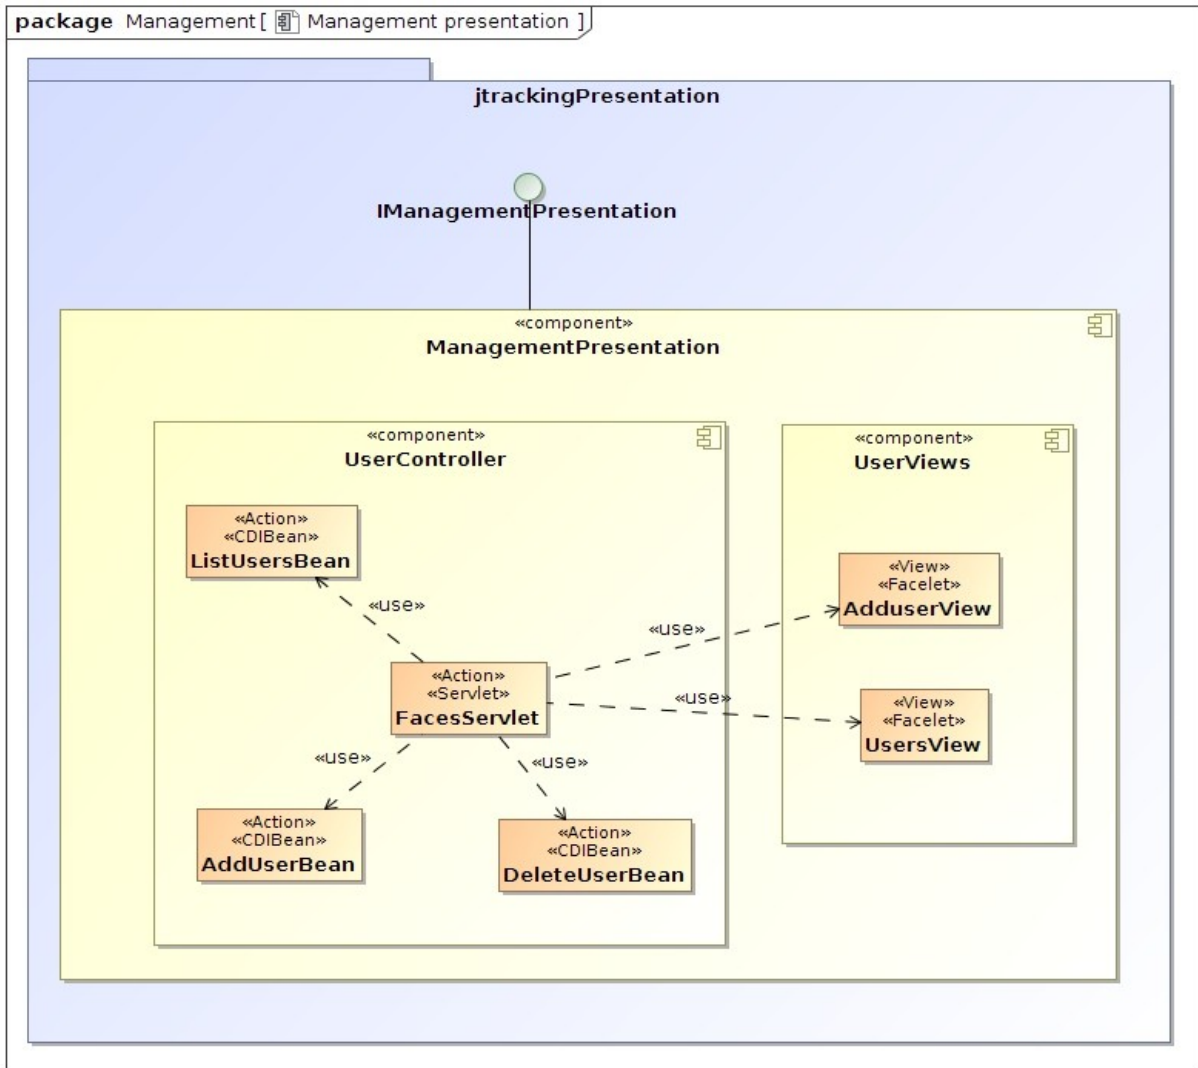 package Management [ Management presentation ]
jtrackingPresentation
IManagementPresentation
«component»
ManagementPresentation
«component»
UserController
«component»
UserViews
«Action»
«CDIBean»
ListUsersBean
«use»
«View»
«Facelet»
AdduserView
«use»
«Action»
«Servlet»
FacesServlet
«use»
«View»
«Facelet»
UsersView
«use»
«use»
«Action»
«CDIBean»
AddUserBean
«Action»
«CDIBean»
DeleteUserBean